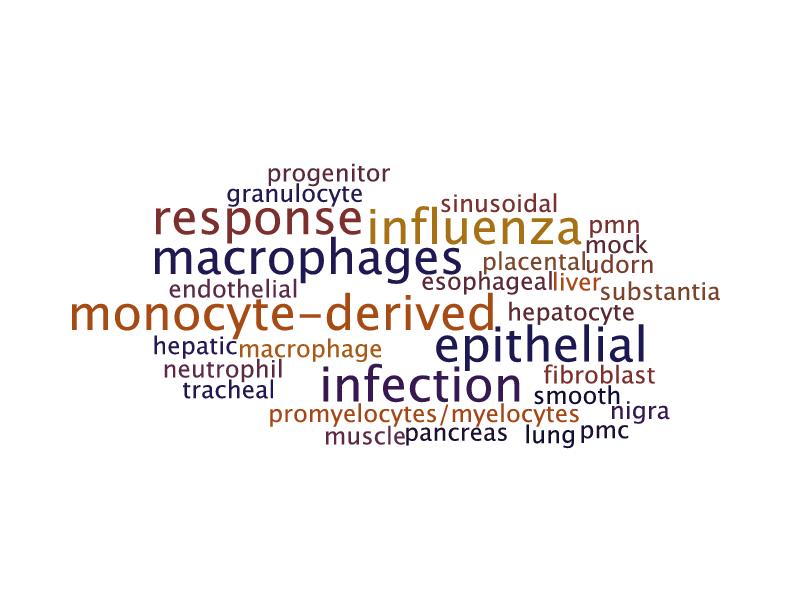 progenitor
granulocyte
sinusoidal
response
influenza
pmn
mock
macrophages
placental
udorn
esophageal
liver
substantia
endothelial
monocyte-derived
hepatocyte
hepatic
macrophage
epithelial
neutrophil
infection
fibroblast
tracheal
smooth
nigra
promyelocytes/myelocytes
muscle
pancreas
lung
pmc